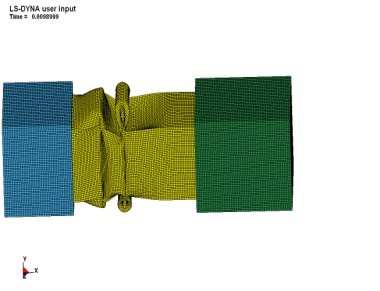 LS-DYNA user input
Time = 0.0098999
Y
X